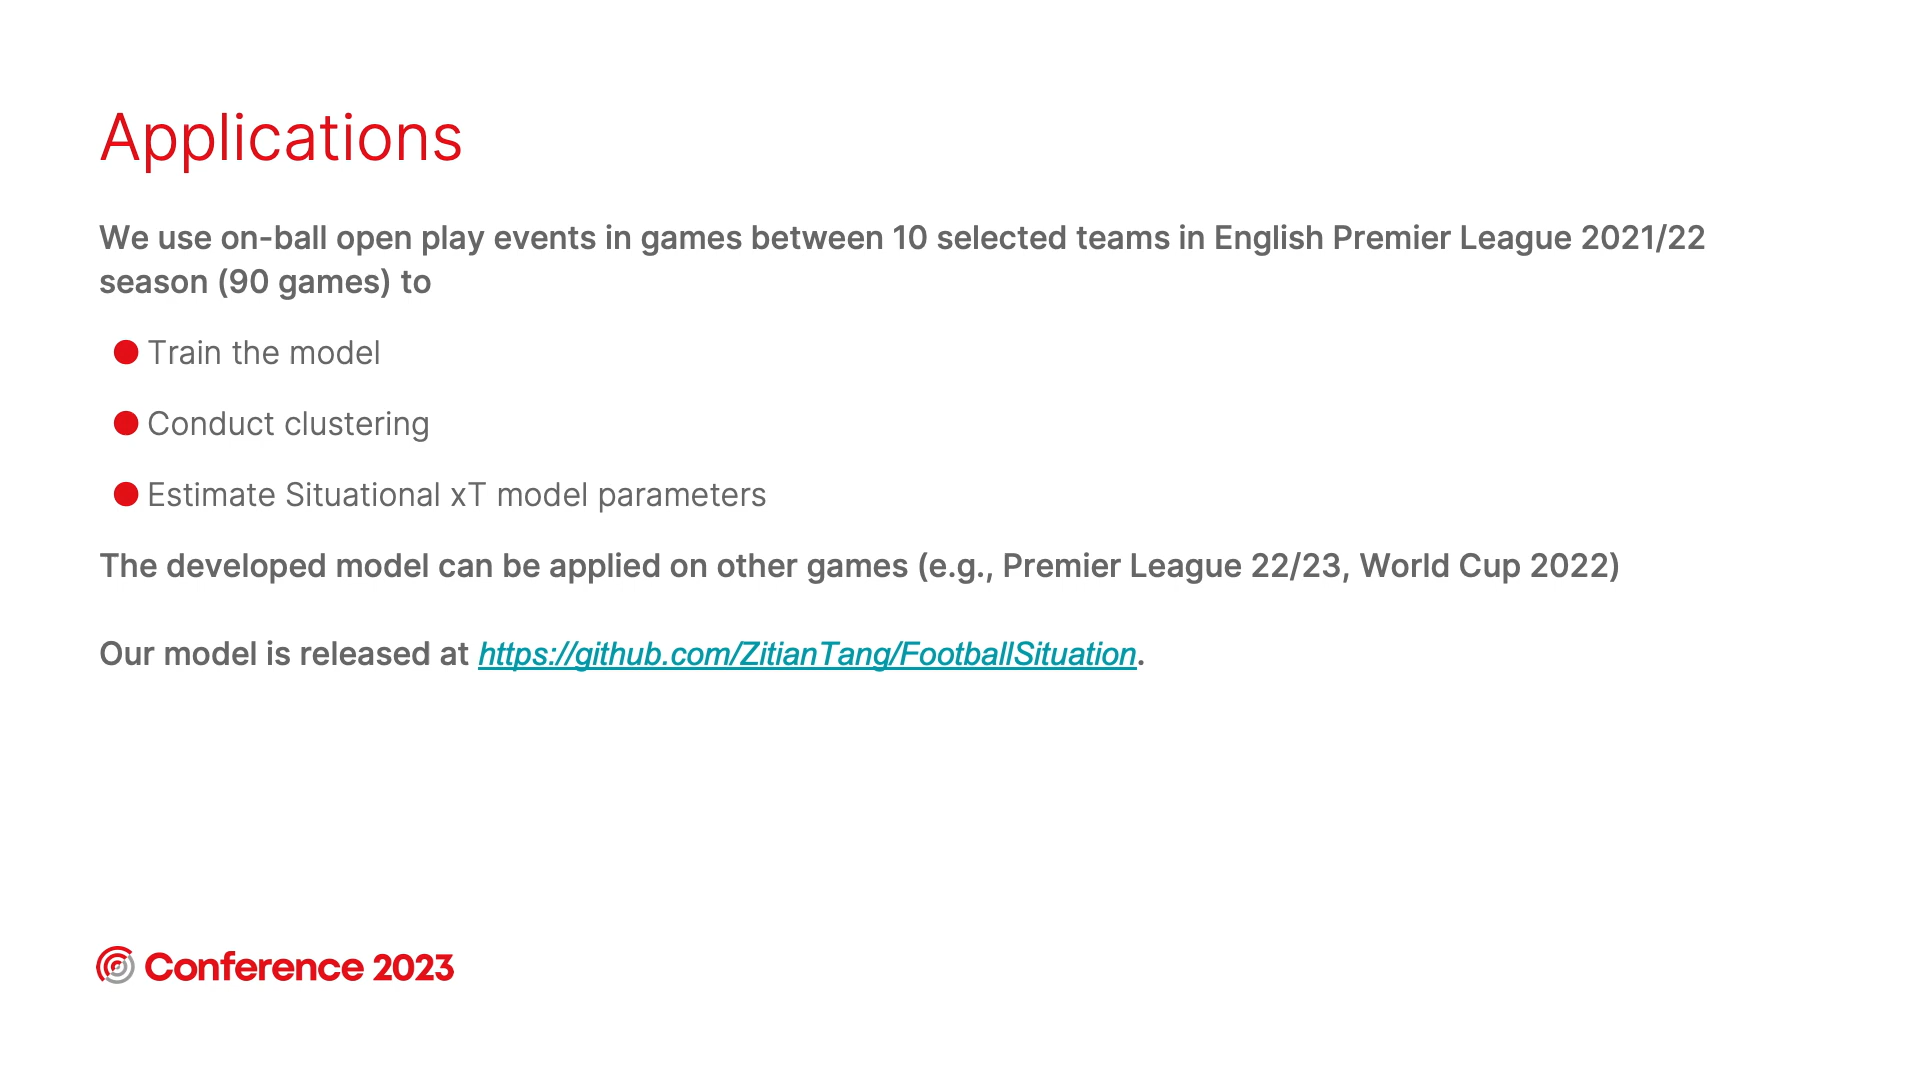 Applications
We use on-ball open play events in games between 10 selected teams in English Premier League 2021/22
season (90 games) to
● Train the model
● Conduct clustering
● Estimate Situational xT model parameters
The developed model can be applied on other games (e.g., Premier League 22/23, World Cup 2022)
Our model is released at https://github.com/ZitianTang/FootballSituation.
Conference 2023